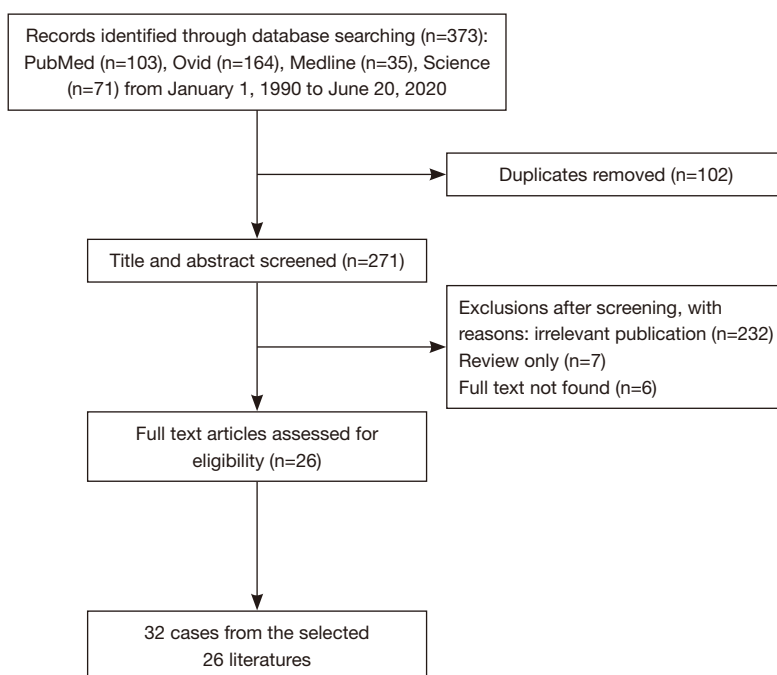 Records identified through database searching (n=373):
PubMed (n=103), Ovid (n=164), Medline (n=35), Science
(n=71) from January 1, 1990 to June 20, 2020
Duplicates removed (n=102)
Title and abstract screened (n=271)
Exclusions after screening, with
reasons: irrelevant publication (n=232)
Review only (n=7)
Full text not found (n=6)
Full text articles assessed for
eligibility (n=26)
32 cases from the selected
26 literatures